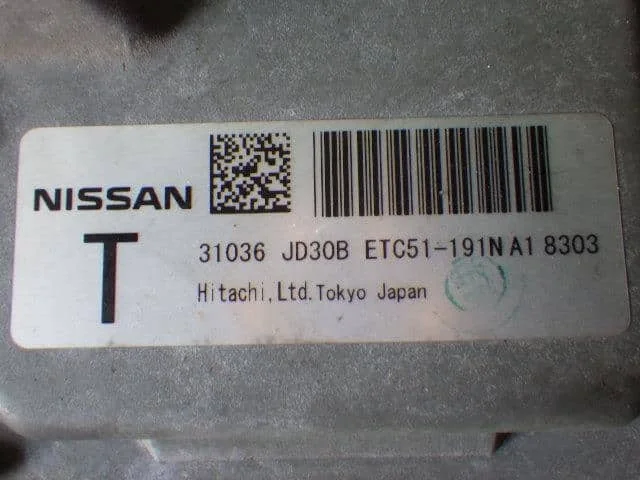 NISSAN
T
31036 JD30B ETC51-191N A1 8303
Hitachi,Ltd.Tokyo Japan